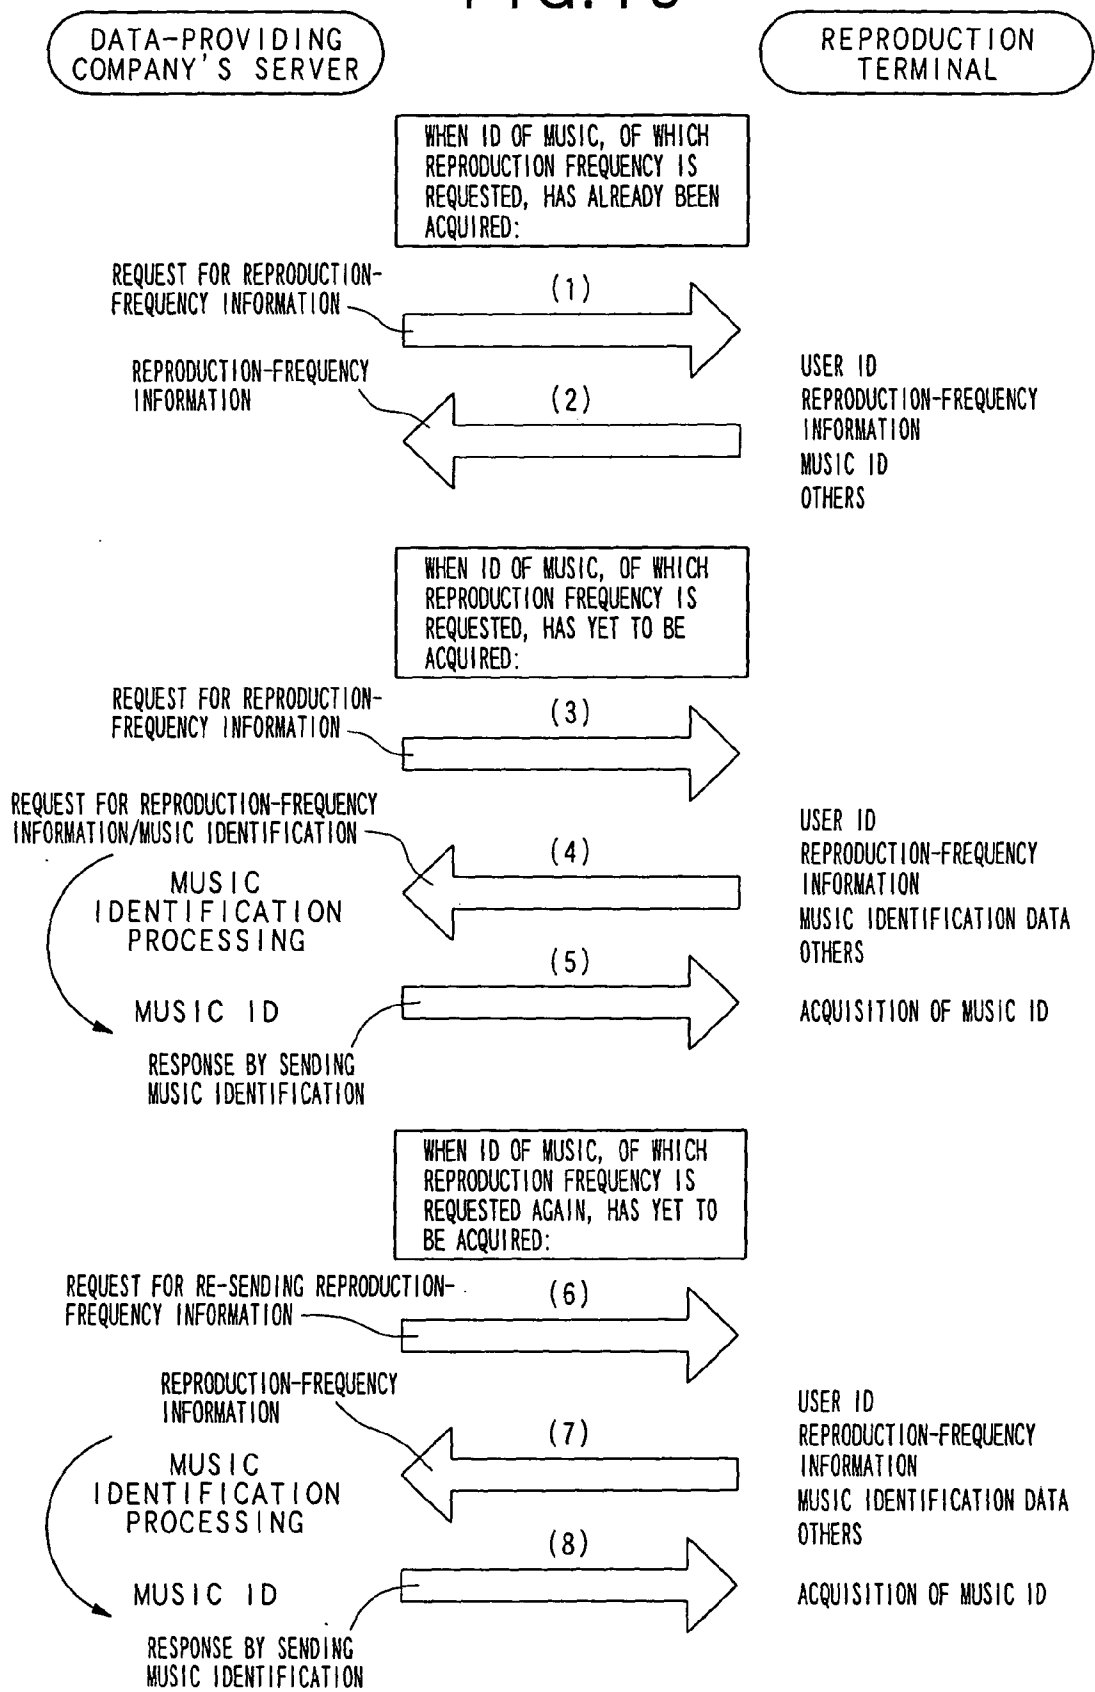 DATA-PROVIDING
COMPANY'S SERVER
REPRODUCTION
TERMINAL
WHEN ID OF MUSIC, OF WHICH
REPRODUCTION FREQUENCY IS
REQUESTED, HAS ALREADY BEEN
ACQUIRED:
REQUEST FOR REPRODUCTION-
FREQUENCY INFORMATION
(1)
REPRODUCTION-FREQUENCY
INFORMATION
(2)
USER ID
REPRODUCTION-FREQUENCY
INFORMATION
MUSIC ID
OTHERS
WHEN ID OF MUSIC, OF WHICH
REPRODUCTION FREQUENCY IS
REQUESTED, HAS YET TO BE
ACQUIRED:
REQUEST FOR REPRODUCTION-
FREQUENCY INFORMATION
(3)
REQUEST FOR REPRODUCTION-FREQUENCY
INFORMATION/MUSIC IDENTIFICATION
(4)
USER ID
REPRODUCTION-FREQUENCY
INFORMATION
MUSIC IDENTIFICATION DATA
OTHERS
MUSIC
IDENTIFICATION
PROCESSING
(5)
MUSIC ID
ACQUISITION OF MUSIC ID
RESPONSE BY SENDING
MUSIC IDENTIFICATION
WHEN ID OF MUSIC, OF WHICH
REPRODUCTION FREQUENCY IS
REQUESTED AGAIN, HAS YET TO
BE ACQUIRED:
REQUEST FOR RE-SENDING REPRODUCTION-
FREQUENCY INFORMATION
(6)
REPRODUCTION-FREQUENCY
INFORMATION
(7)
USER ID
REPRODUCTION-FREQUENCY
INFORMATION
MUSIC IDENTIFICATION DATA
OTHERS
MUSIC
IDENTIFICATION
PROCESSING
(8)
MUSIC ID
ACQUISITION OF MUSIC ID
RESPONSE BY SENDING
MUSIC IDENTIFICATION